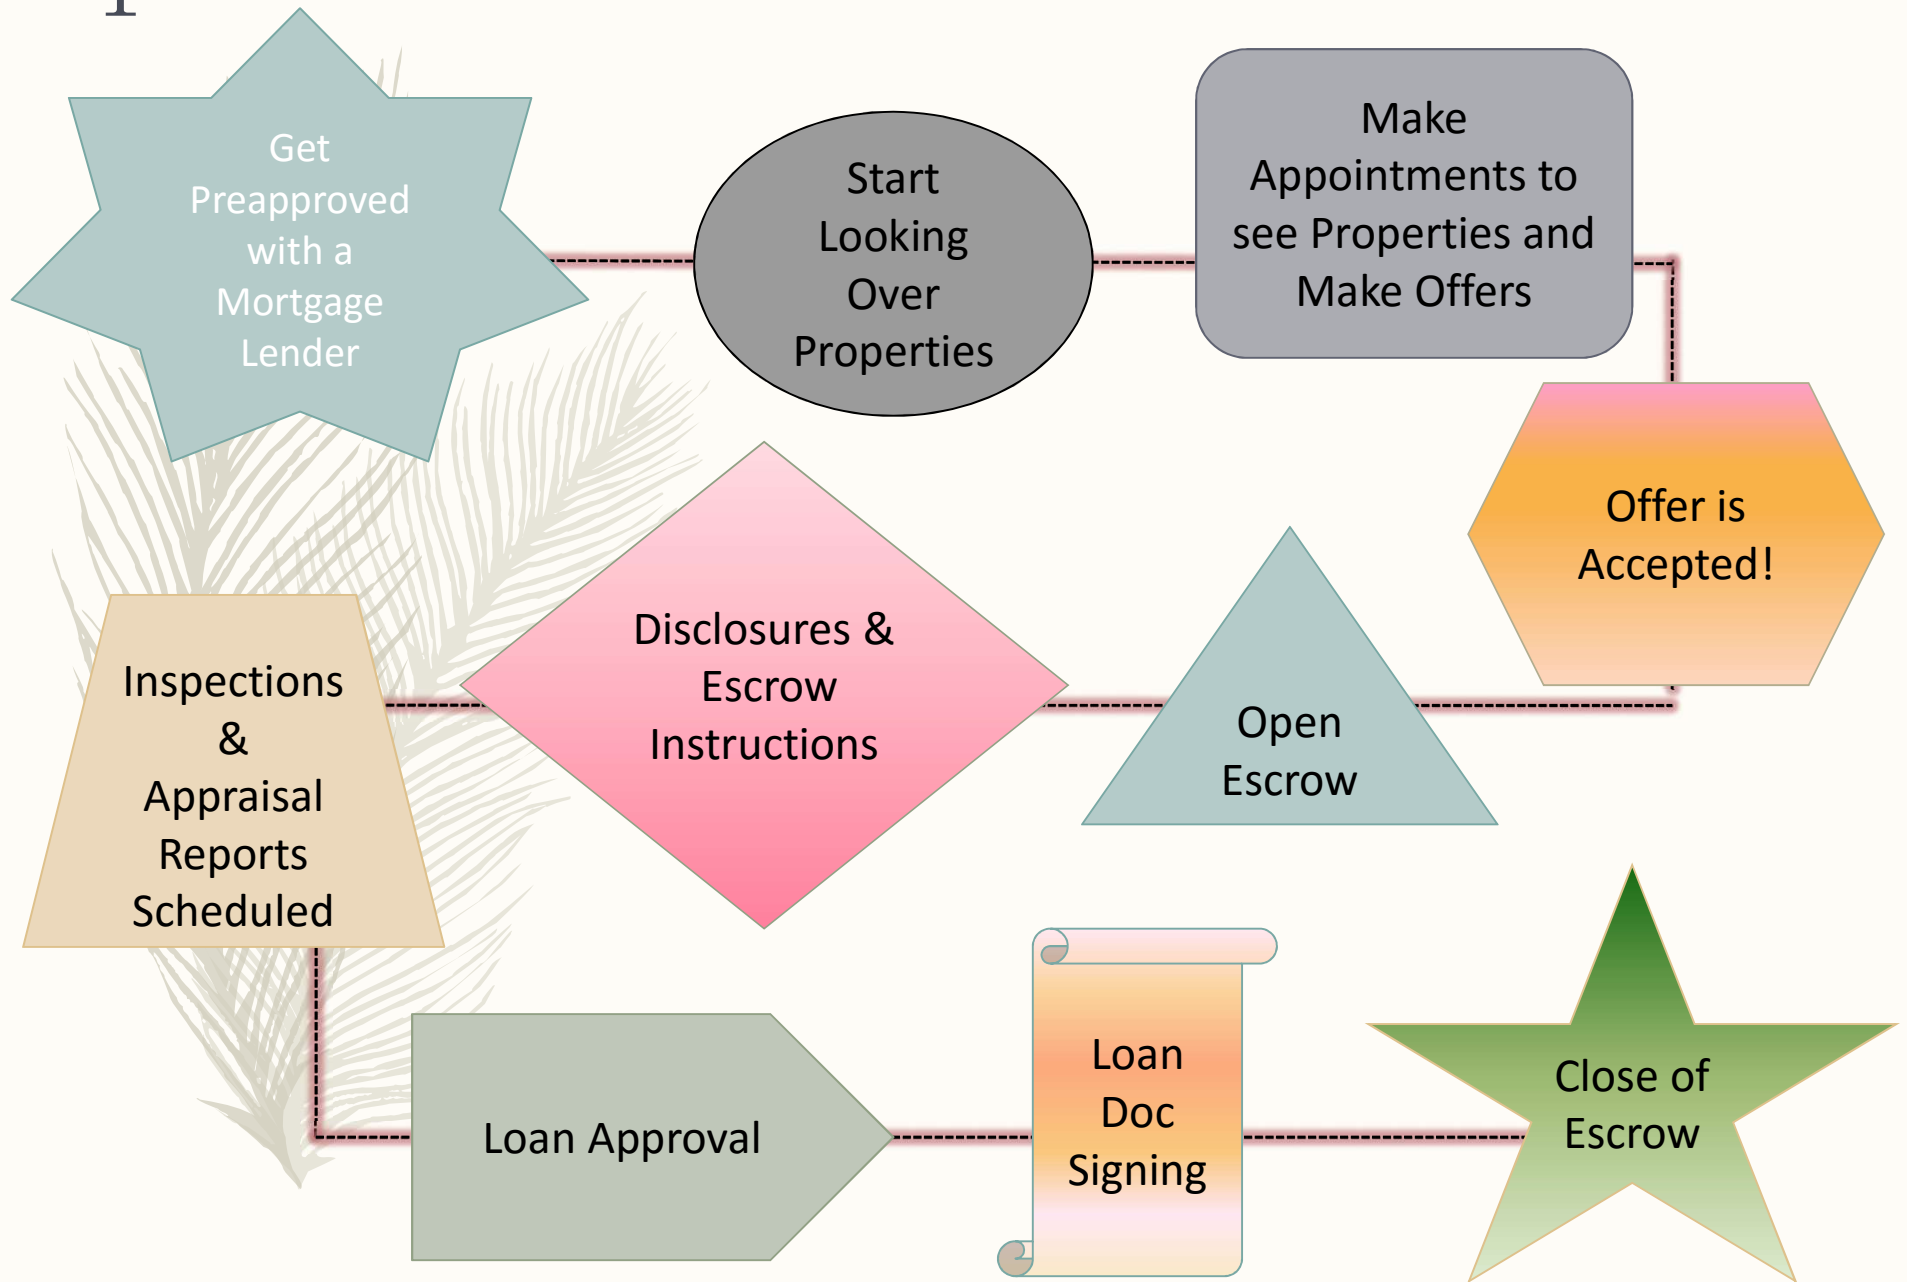 Get
Preapproved
with a
Mortgage
Lender
Start
Looking
Over
Properties
Make
Appointments to
see Properties and
Make Offers
Offer is
Accepted!
Open
Escrow
Disclosures &
Escrow
Instructions
Inspections
&
Appraisal
Reports
Scheduled
Loan Approval
Loan
Doc
Signing
Close of
Escrow